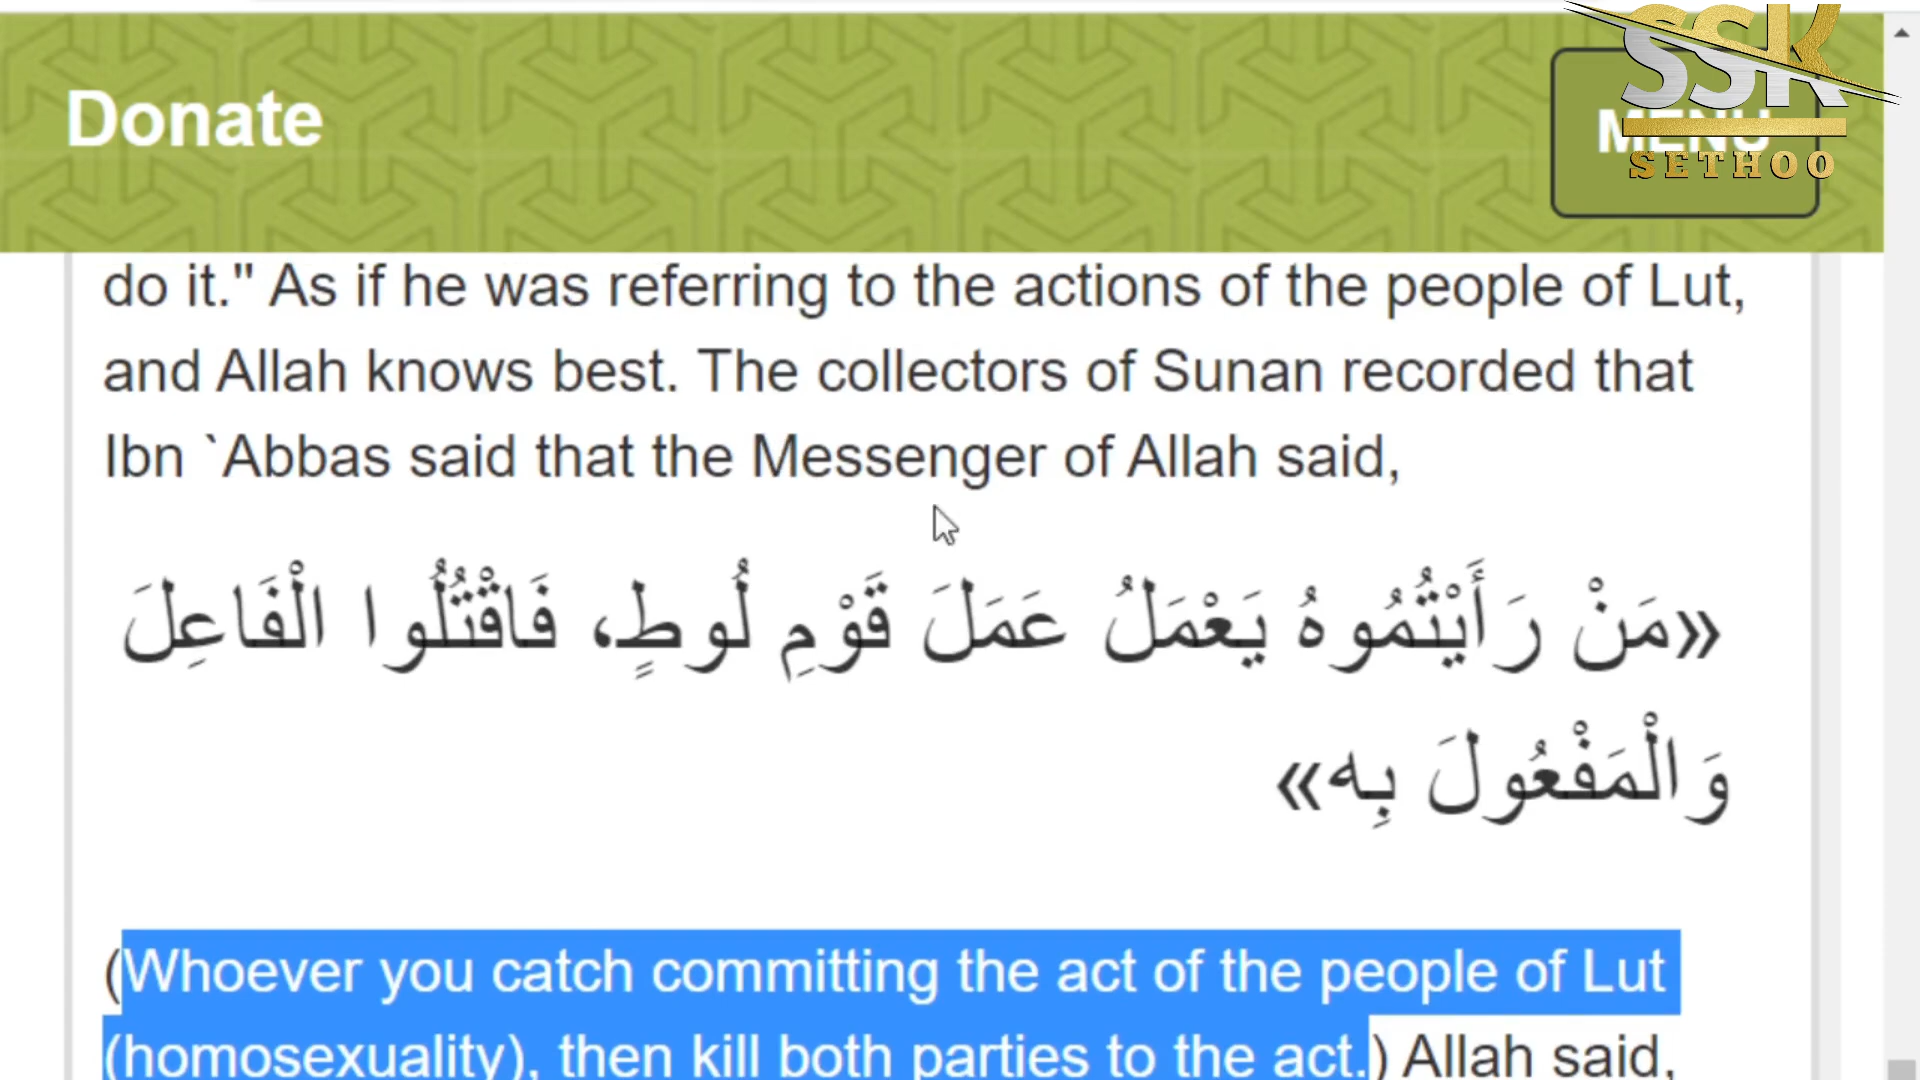 Donate
MENU
SSK
SETHOO
do it." As if he was referring to the actions of the people of Lut,
and Allah knows best. The collectors of Sunan recorded that
Ibn `Abbas said that the Messenger of Allah said,
«مَنْ رَأَيْتُمُوهُ يَعْمَلُ عَمَلَ قَوْمِ لُوطٍ، فَاقْتُلُوا الْفَاعِلَ
وَالْمَفْعُولَ بِه»
(Whoever you catch committing the act of the people of Lut
(homosexuality), then kill both parties to the act.) Allah said,